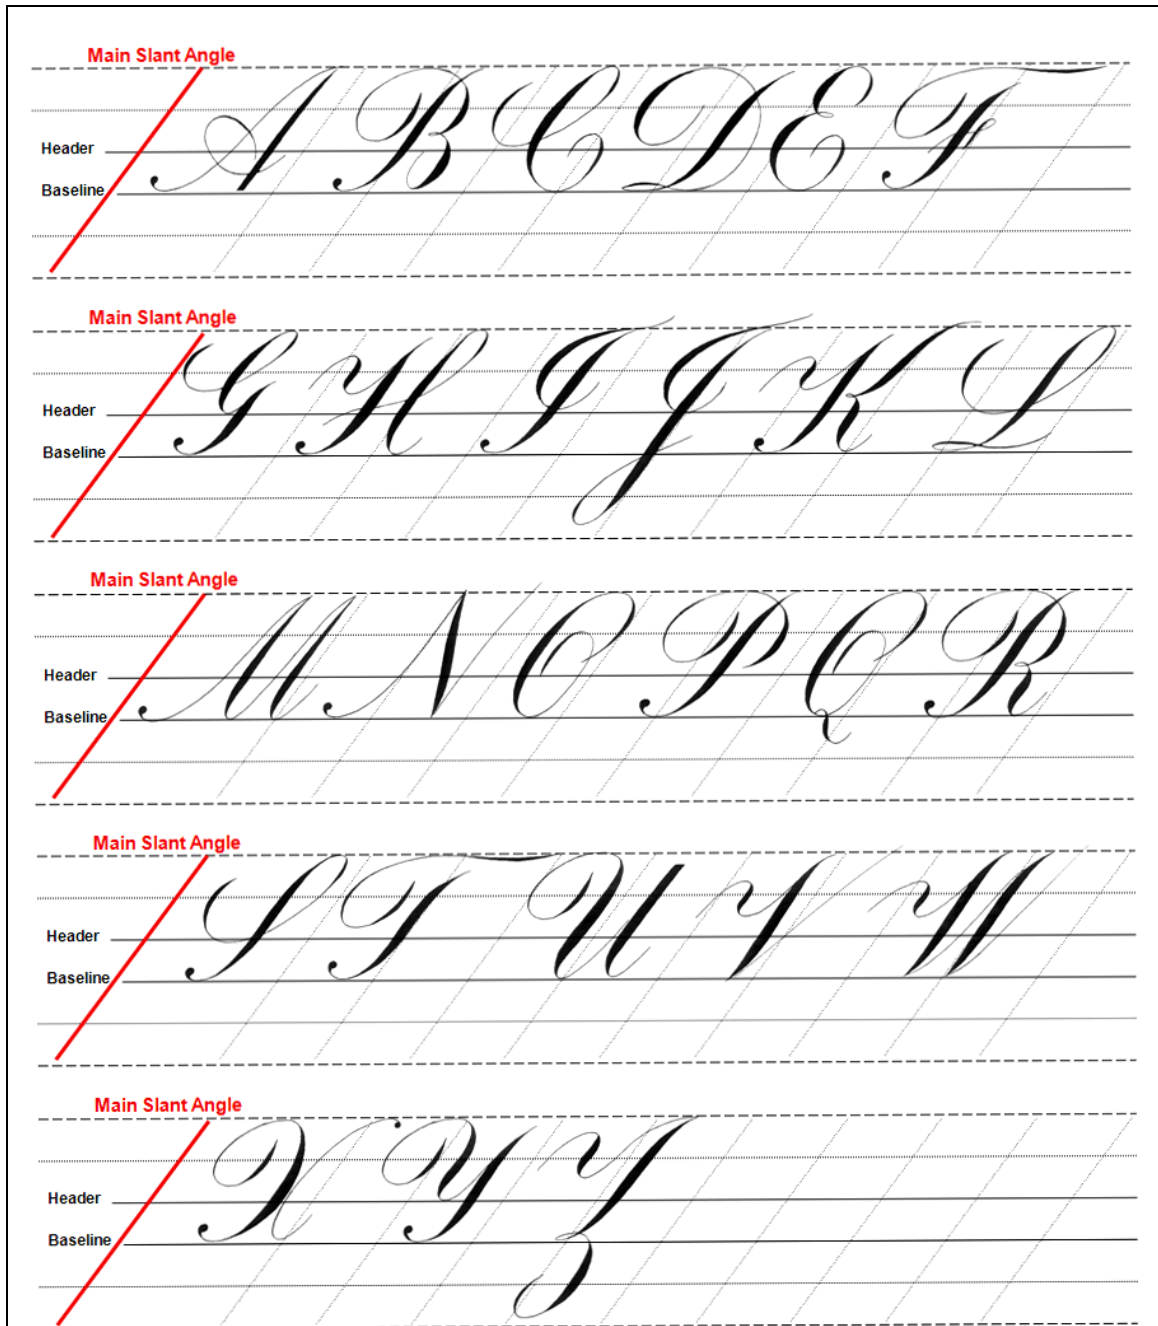 Main Slant Angle
A B C D E F
Header
Baseline
Main Slant Angle
G H I J K L
Header
Baseline
Main Slant Angle
M N O P Q R
Header
Baseline
Main Slant Angle
S T U V W
Header
Baseline
Main Slant Angle
X Y Z
Header
Baseline